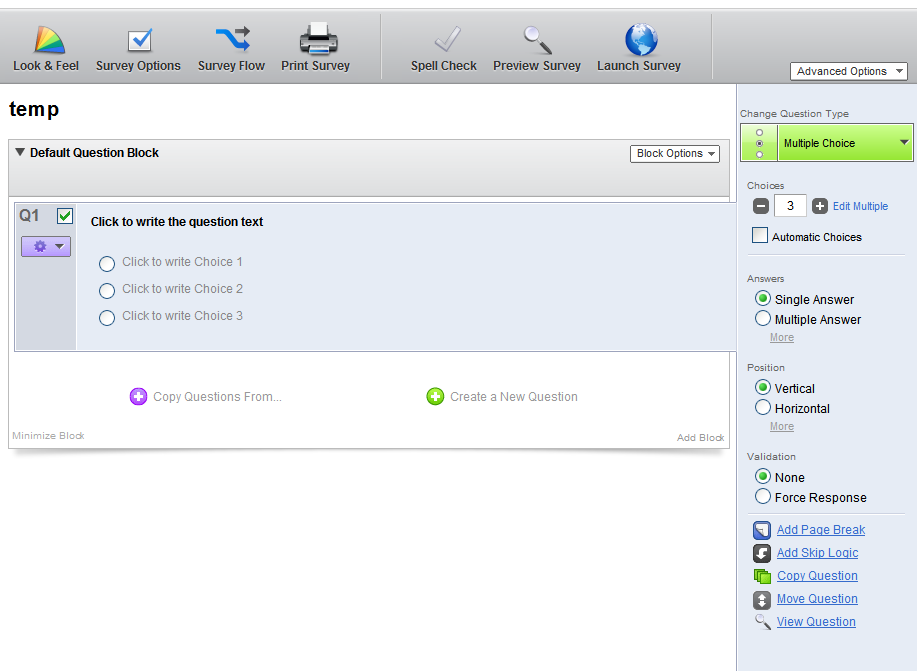 Look & Feel Survey Options Survey Flow Print Survey Spell Check Preview Survey Launch Survey
Advanced Options
temp
Default Question Block
Block Options
Q1
Click to write the question text
Click to write Choice 1
Click to write Choice 2
Click to write Choice 3
Copy Questions From...
Create a New Question
Minimize Block
Add Block
Change Question Type
Multiple Choice
Choices
3 Edit Multiple
Automatic Choices
Answers
Single Answer
Multiple Answer
More
Position
Vertical
Horizontal
More
Validation
None
Force Response
Add Page Break
Add Skip Logic
Copy Question
Move Question
View Question